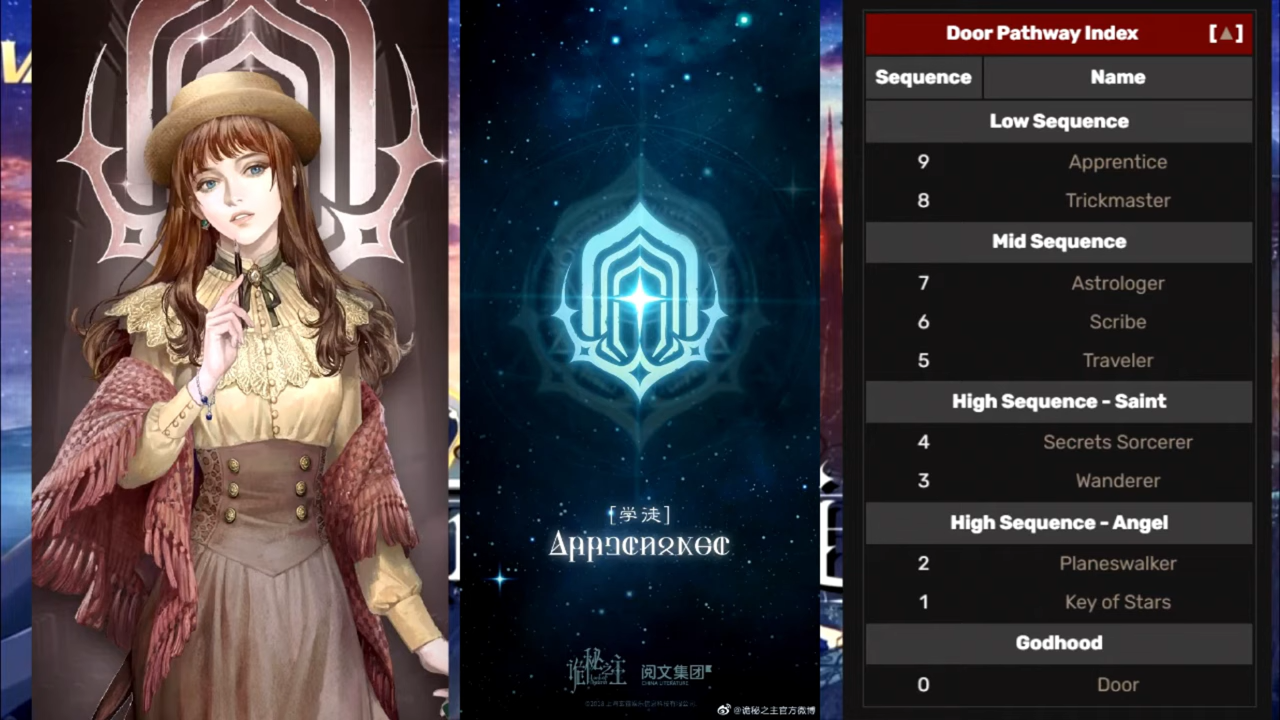 [学徒]
诡秘之主
阅文集团
CHINA LITERATURE
@诡秘之主官方微博
Door Pathway Index [▲]
Sequence Name
Low Sequence
9 Apprentice
8 Trickmaster
Mid Sequence
7 Astrologer
6 Scribe
5 Traveler
High Sequence - Saint
4 Secrets Sorcerer
3 Wanderer
High Sequence - Angel
2 Planeswalker
1 Key of Stars
Godhood
0 Door